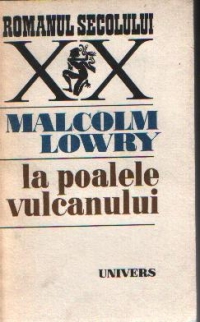 ROMANUL SECOLULUI
XX
MALCOLM
LOWRY
la poalele
vulcanului
UNIVERS